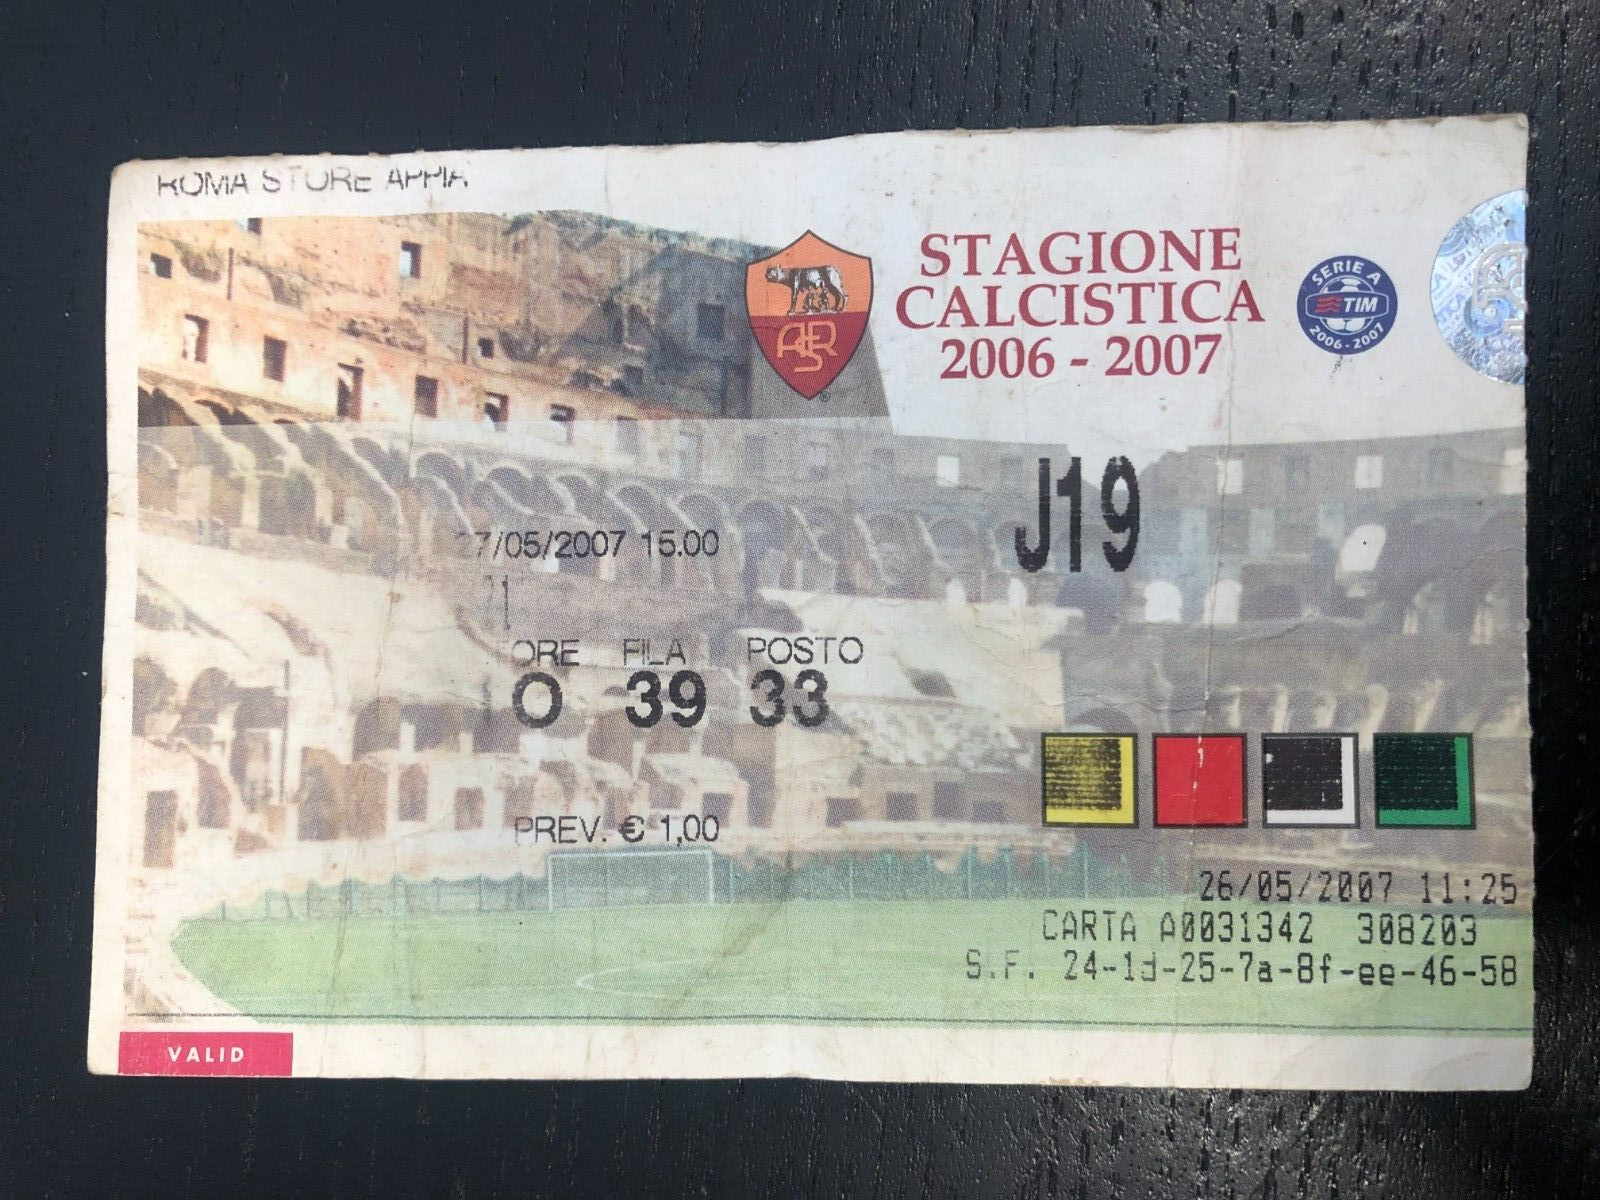 ROMA STORE APPIA
STAGIONE
CALCISTICA
2006 - 2007
SERIE A
TIM
2006-2007
ASR
®
J19
7/05/2007 15.00
ORE FILA POSTO
O 39 33
PREV. € 1,00
26/05/2007 11:25
CARTA A0031342 308203
S.F. 24-1d-25-7a-8f-ee-46-58
VALID